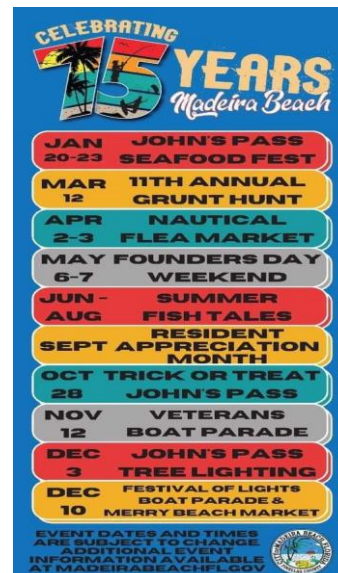 CELEBRATING
75 YEARS
Madeira Beach
JAN JOHN'S PASS
20-23 SEAFOOD FEST
MAR 11TH ANNUAL
12 GRUNT HUNT
APR NAUTICAL
2-3 FLEA MARKET
MAY FOUNDERS DAY
6-7 WEEKEND
JUN - SUMMER
AUG FISH TALES
RESIDENT
SEPT APPRECIATION
MONTH
OCT TRICK OR TREAT
28 JOHN'S PASS
NOV VETERANS
12 BOAT PARADE
DEC JOHN'S PASS
3 TREE LIGHTING
DEC FESTIVAL OF LIGHTS
BOAT PARADE &
10 MERRY BEACH MARKET
EVENT DATES AND TIMES
ARE SUBJECT TO CHANGE
ADDITIONAL EVENT
INFORMATION AVAILABLE
AT MADEIRABEACHFL.GOV
MADEIRA BEACH FLORIDA